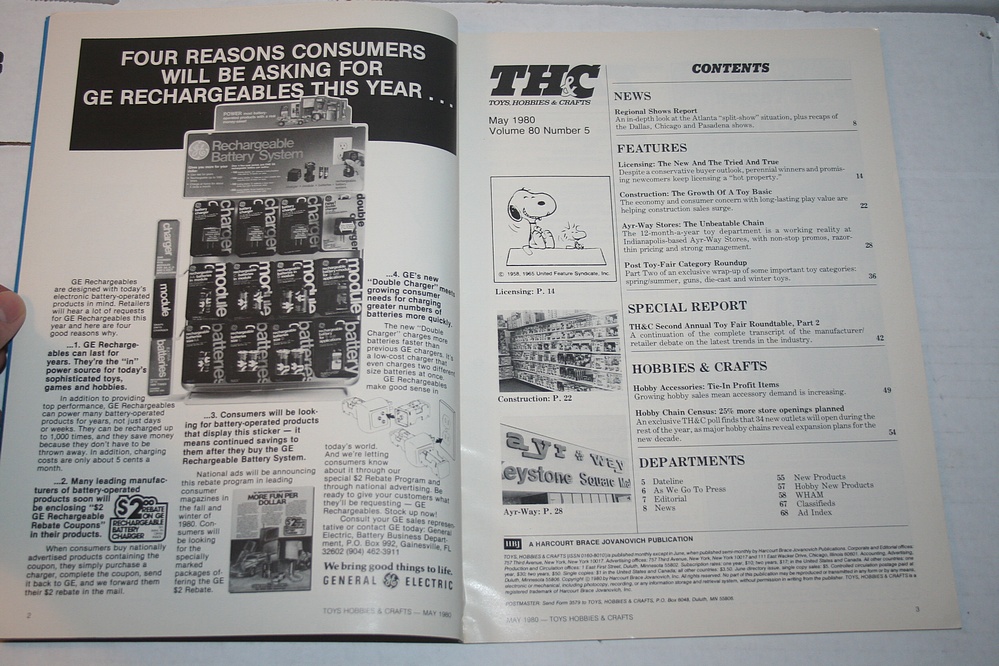 FOUR REASONS CONSUMERS
WILL BE ASKING FOR
GE RECHARGEABLES THIS YEAR ...
Rechargeable
Battery System
charger
module
batteries
double
charger
GE Rechargeables
are designed with today's
electronic battery-operated
products in mind. Retailers
will hear a lot of requests
for GE Rechargeables this
year and here are four
good reasons why.
...1. GE Recharge-
ables can last for
years. They're the "in"
power source for today's
sophisticated toys,
games and hobbies.
In addition to providing
top performance, GE Rechargeables
can power many battery-operated
products for years, not just days
or weeks. They can be recharged up
to 1,000 times, and they save money
because they don't have to be
thrown away. In addition, charging
costs are only about 5 cents a
month.
...2. Many leading manufac-
turers of battery-operated
products soon will
be enclosing "$2
GE Rechargeable
Rebate Coupons"
in their products.
$2.00
REBATE
ON GE
RECHARGEABLE
BATTERY
CHARGER
When consumers buy nationally
advertised products containing the
coupon, they simply purchase a
charger, complete the coupon, send
it back to GE, and we forward them
their $2 rebate in the mail.
...3. Consumers will be look-
ing for battery-operated products
that display this sticker — it
means continued savings to
them after they buy the GE
Rechargeable Battery System.
National ads will be announcing
this rebate program in leading
consumer
magazines in
the fall and
winter of
1980. Con-
sumers will
be looking
for the
specially
marked
packages of-
fering the GE
$2 Rebate.
MORE FUN PER
DOLLAR
...4. GE's new
"Double Charger" meets
growing consumer
needs for charging
greater numbers of
batteries more quickly.
The new "Double
Charger" charges more
batteries faster than
previous GE chargers. It's
a low-cost charger that
even charges two different
size batteries at once.
GE Rechargeables
make good sense in
today's world.
And we're letting
consumers know
about it through our
special $2 Rebate Program and
through national advertising. Be
ready to give your customers what
they'll be requesting — GE
Rechargeables. Stock up now!
Consult your GE sales represen-
tative or contact GE today: General
Electric, Battery Business Depart-
ment, P.O. Box 992, Gainesville, FL
32602 (904) 462-3911
We bring good things to life.
GENERAL ELECTRIC
2
TOYS HOBBIES & CRAFTS — MAY 1980
TH&C
TOYS, HOBBIES & CRAFTS
May 1980
Volume 80 Number 5
© 1958, 1965 United Feature Syndicate, Inc.
Licensing: P. 14
Construction: P. 22
ayr-way
eystone Square
Ayr-Way: P. 28
CONTENTS
NEWS
Regional Shows Report
An in-depth look at the Atlanta "split-show" situation, plus recaps of
the Dallas, Chicago and Pasadena shows. 8
FEATURES
Licensing: The New And The Tried And True
Despite a conservative buyer outlook, perennial winners and promis-
ing newcomers keep licensing a "hot property." 14
Construction: The Growth Of A Toy Basic
The economy and consumer concern with long-lasting play value are
helping construction sales surge. 22
Ayr-Way Stores: The Unbeatable Chain
The 12-month-a-year toy department is a working reality at
Indianapolis-based Ayr-Way Stores, with non-stop promos, razor-
thin pricing and strong management. 28
Post Toy-Fair Category Roundup
Part Two of an exclusive wrap-up of some important toy categories:
spring/summer, guns, die-cast and winter toys. 36
SPECIAL REPORT
TH&C Second Annual Toy Fair Roundtable, Part 2
A continuation of the complete transcript of the manufacturer/
retailer debate on the latest trends in the industry. 42
HOBBIES & CRAFTS
Hobby Accessories: Tie-In Profit Items
Growing hobby sales mean accessory demand is increasing. 49
Hobby Chain Census: 25% more store openings planned
An exclusive TH&C poll finds that 34 new outlets will open during the
rest of the year, as major hobby chains reveal expansion plans for the
new decade. 54
DEPARTMENTS
5 Dateline
6 As We Go To Press
7 Editorial
8 News
55 New Products
57 Hobby New Products
58 WHAM
67 Classifieds
68 Ad Index
HBJ A HARCOURT BRACE JOVANOVICH PUBLICATION
POSTMASTER: Send Form 3579 to TOYS, HOBBIES & CRAFTS, P.O. Box 6048, Duluth, MN 55806.
MAY 1980 — TOYS HOBBIES & CRAFTS
3